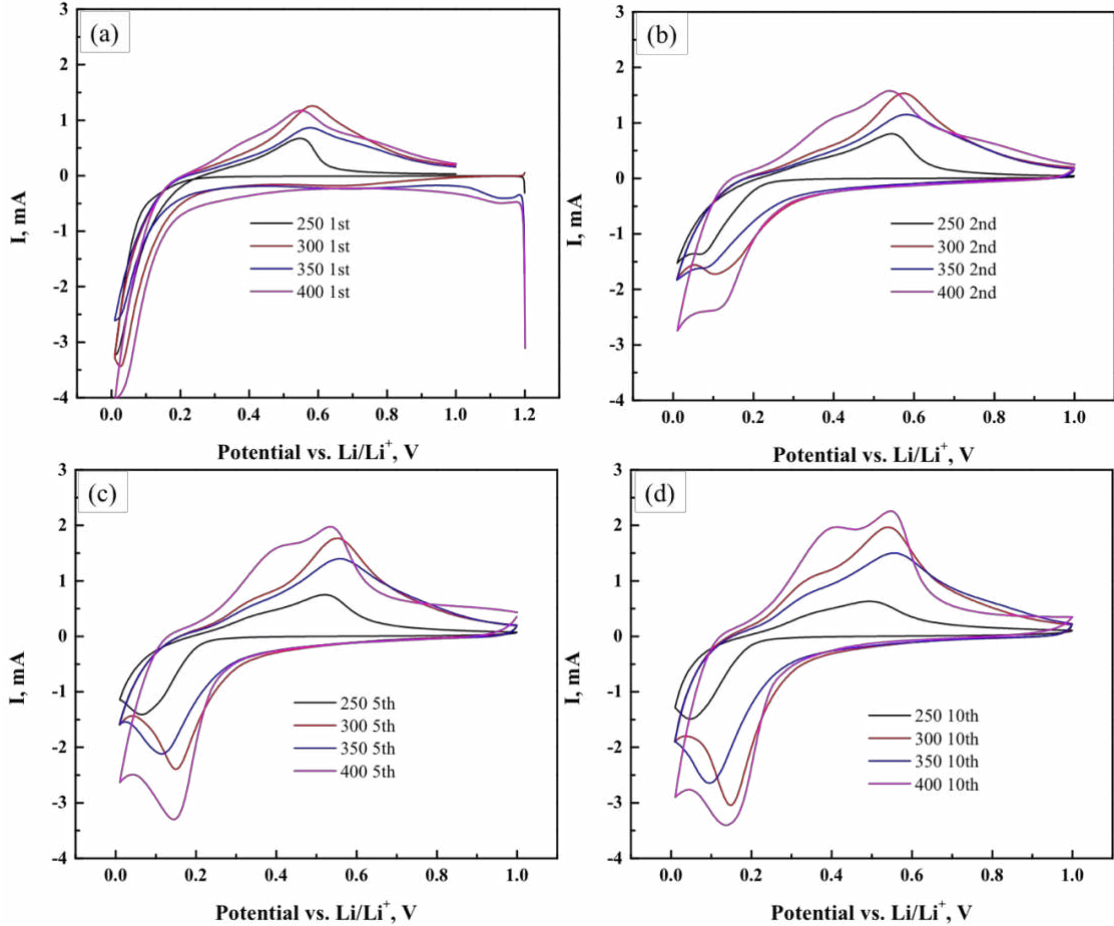 (a)
3
2
1
0
-1
-2
-3
-4
I, mA
250 1st
300 1st
350 1st
400 1st
0.0 0.2 0.4 0.6 0.8 1.0 1.2
Potential vs. Li/Li⁺, V
(b)
3
2
1
0
-1
-2
-3
-4
I, mA
250 2nd
300 2nd
350 2nd
400 2nd
0.0 0.2 0.4 0.6 0.8 1.0
Potential vs. Li/Li⁺, V
(c)
3
2
1
0
-1
-2
-3
-4
I, mA
250 5th
300 5th
350 5th
400 5th
0.0 0.2 0.4 0.6 0.8 1.0
Potential vs. Li/Li⁺, V
(d)
3
2
1
0
-1
-2
-3
-4
I, mA
250 10th
300 10th
350 10th
400 10th
0.0 0.2 0.4 0.6 0.8 1.0
Potential vs. Li/Li⁺, V